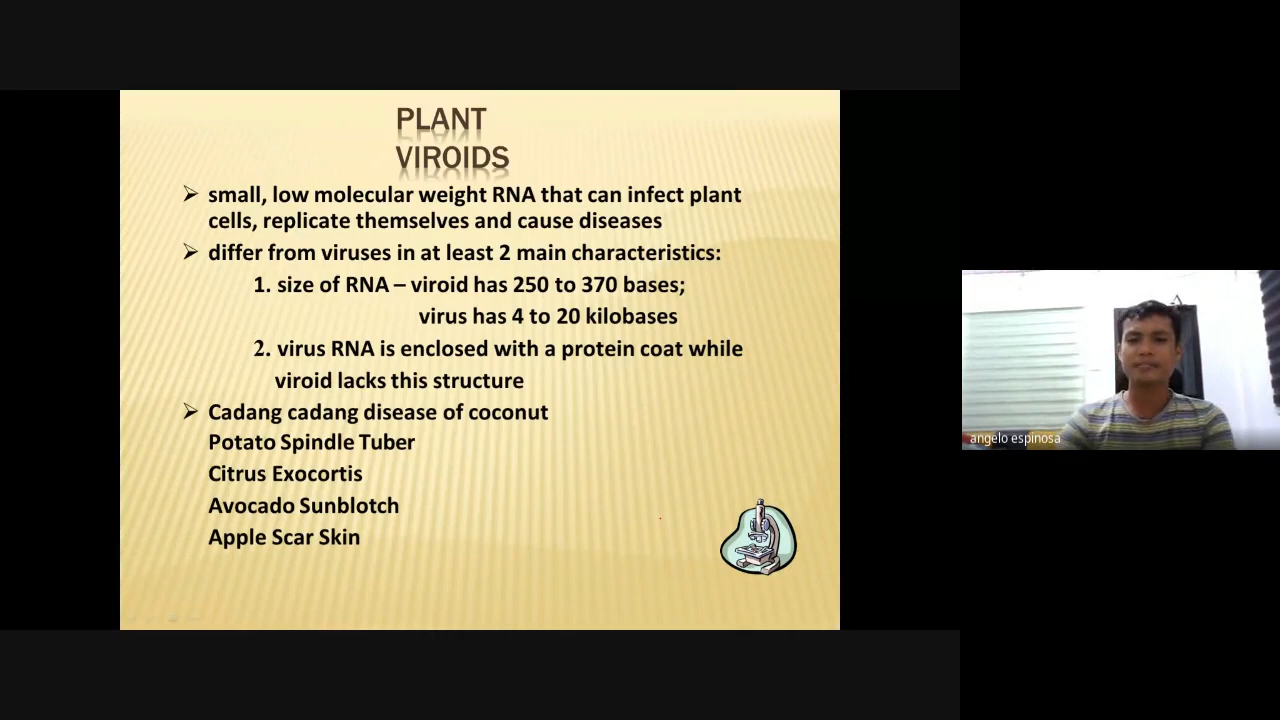 PLANT
VIROIDS
small, low molecular weight RNA that can infect plant
cells, replicate themselves and cause diseases
differ from viruses in at least 2 main characteristics:
1. size of RNA – viroid has 250 to 370 bases;
virus has 4 to 20 kilobases
2. virus RNA is enclosed with a protein coat while
viroid lacks this structure
Cadang cadang disease of coconut
Potato Spindle Tuber
Citrus Exocortis
Avocado Sunblotch
Apple Scar Skin
angelo espinosa